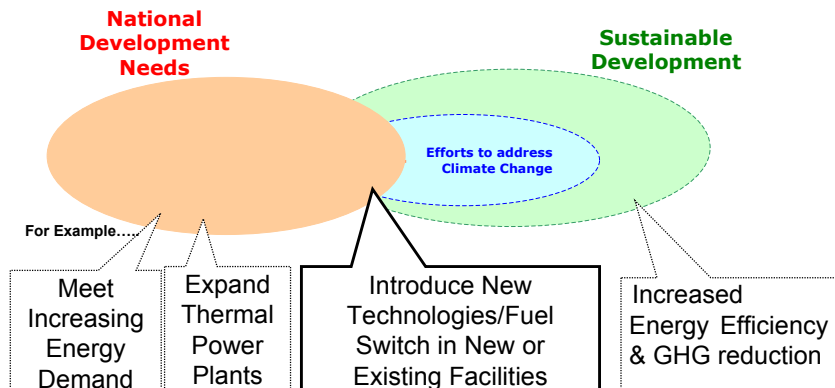 National
Development
Needs
Sustainable
Development
Efforts to address
Climate Change
For Example…..
Meet
Increasing
Energy
Demand
Expand
Thermal
Power
Plants
Introduce New
Technologies/Fuel
Switch in New or
Existing Facilities
Increased
Energy Efficiency
& GHG reduction